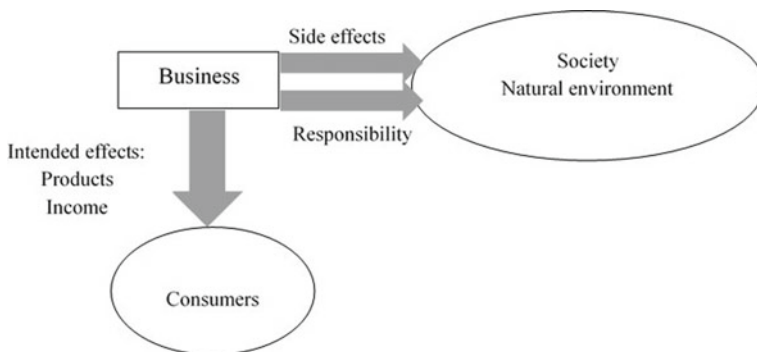 Side effects
Society
Natural environment
Business
Responsibility
Intended effects:
Products
Income
Consumers